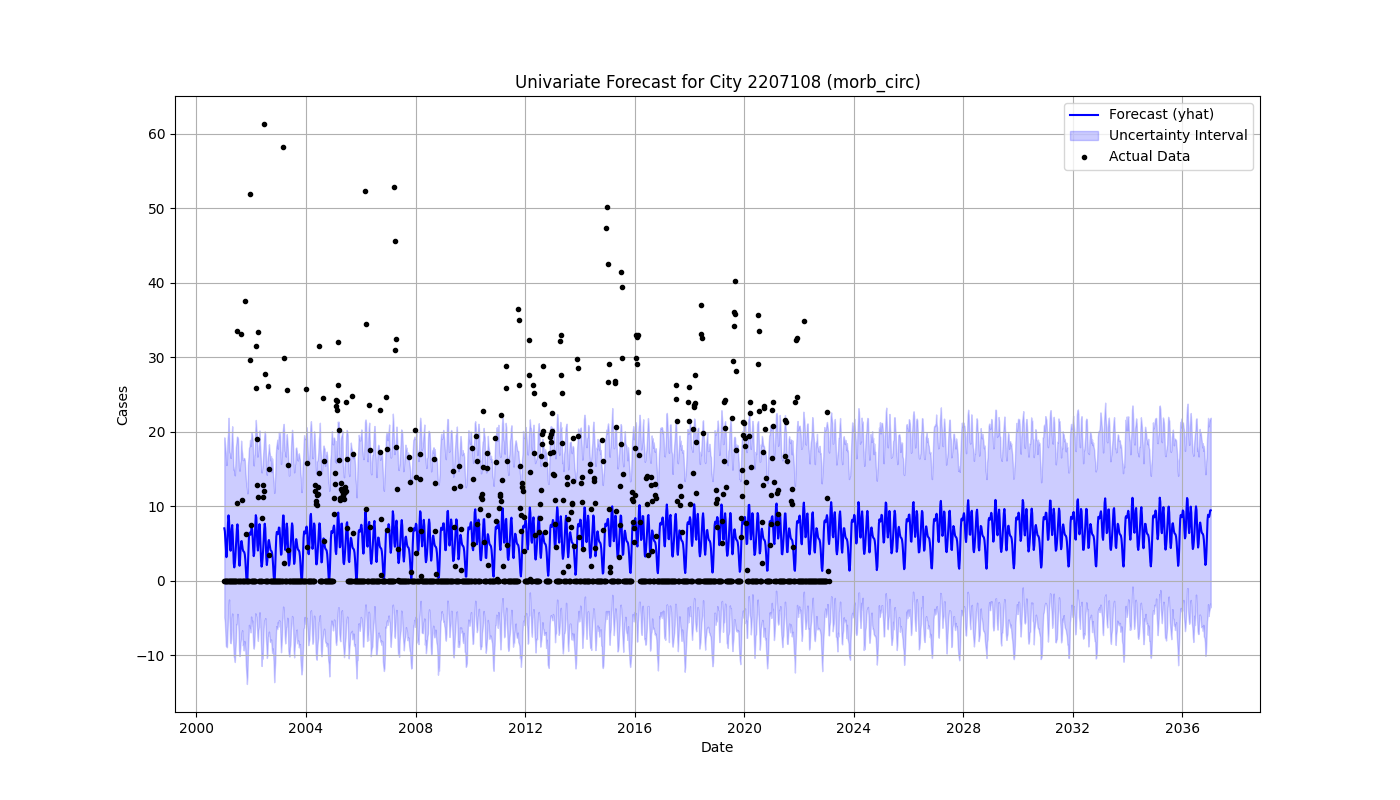 Univariate Forecast for City 2207108 (morb_circ)
Forecast (yhat)
Uncertainty Interval
Actual Data
Cases
60
50
40
30
20
10
0
−10
2000 2004 2008 2012 2016 2020 2024 2028 2032 2036
Date